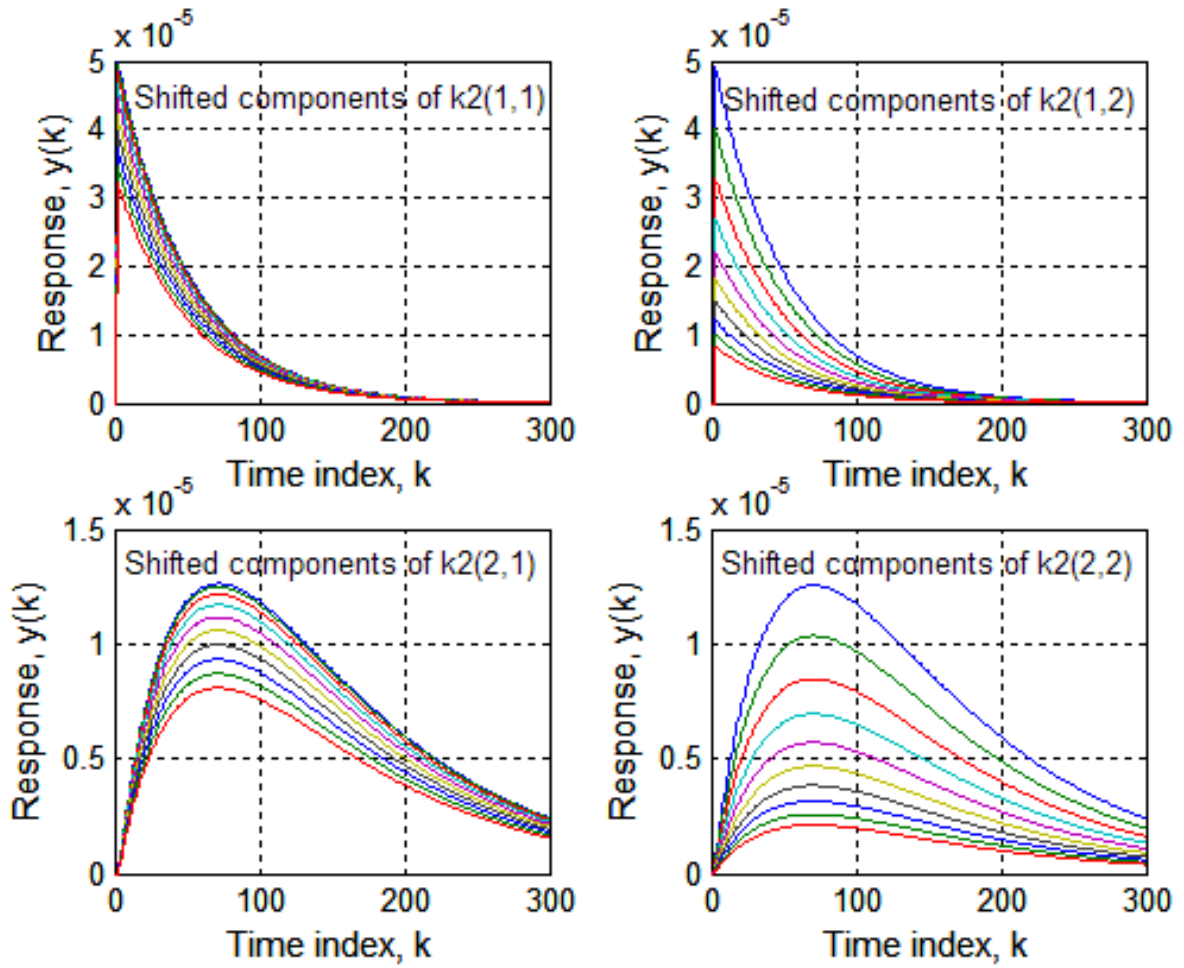 x 10^-5
5
4
3
2
1
0
Response, y(k)
Shifted components of k2(1,1)
0 100 200 300
Time index, k
x 10^-5
5
4
3
2
1
0
Response, y(k)
Shifted components of k2(1,2)
0 100 200 300
Time index, k
x 10^-5
1.5
1
0.5
0
Response, y(k)
Shifted components of k2(2,1)
0 100 200 300
Time index, k
x 10^-5
1.5
1
0.5
0
Response, y(k)
Shifted components of k2(2,2)
0 100 200 300
Time index, k